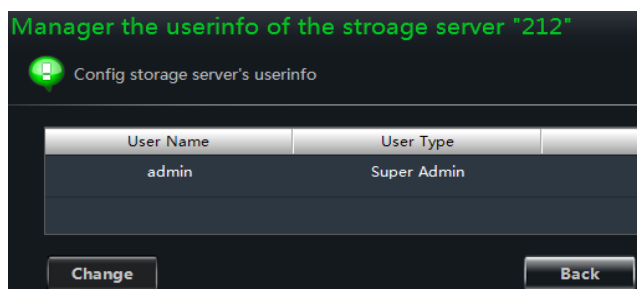 Manager the userinfo of the stroage server "212"
Config storage server's userinfo
User Name User Type
admin Super Admin
Change Back